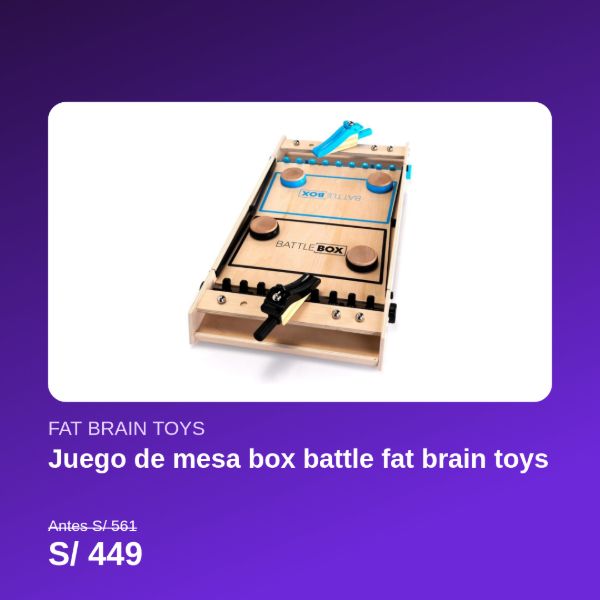 BATTLE BOX
BATTLE BOX
FAT BRAIN TOYS
Juego de mesa box battle fat brain toys
Antes S/ 561
S/ 449